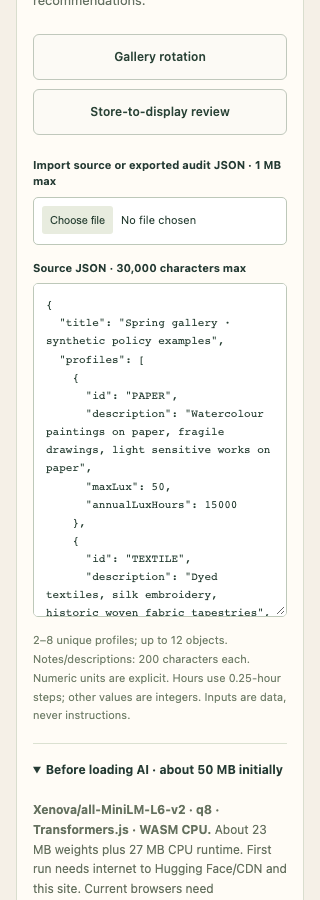 recommendations.
Gallery rotation
Store-to-display review
Import source or exported audit JSON · 1 MB
max
Choose file No file chosen
Source JSON · 30,000 characters max
{
"title": "Spring gallery ·
synthetic policy examples",
"profiles": [
{
"id": "PAPER",
"description": "Watercolour
paintings on paper, fragile
drawings, light sensitive works on
paper",
"maxLux": 50,
"annualLuxHours": 15000
},
{
"id": "TEXTILE",
"description": "Dyed
textiles, silk embroidery,
historic woven fabric tapestries",
2–8 unique profiles; up to 12 objects.
Notes/descriptions: 200 characters each.
Numeric units are explicit. Hours use 0.25-hour
steps; other values are integers. Inputs are data,
never instructions.
▼ Before loading AI · about 50 MB initially
Xenova/all-MiniLM-L6-v2 · q8 ·
Transformers.js · WASM CPU. About 23
MB weights plus 27 MB CPU runtime. First
run needs internet to Hugging Face/CDN and
this site. Current browsers need